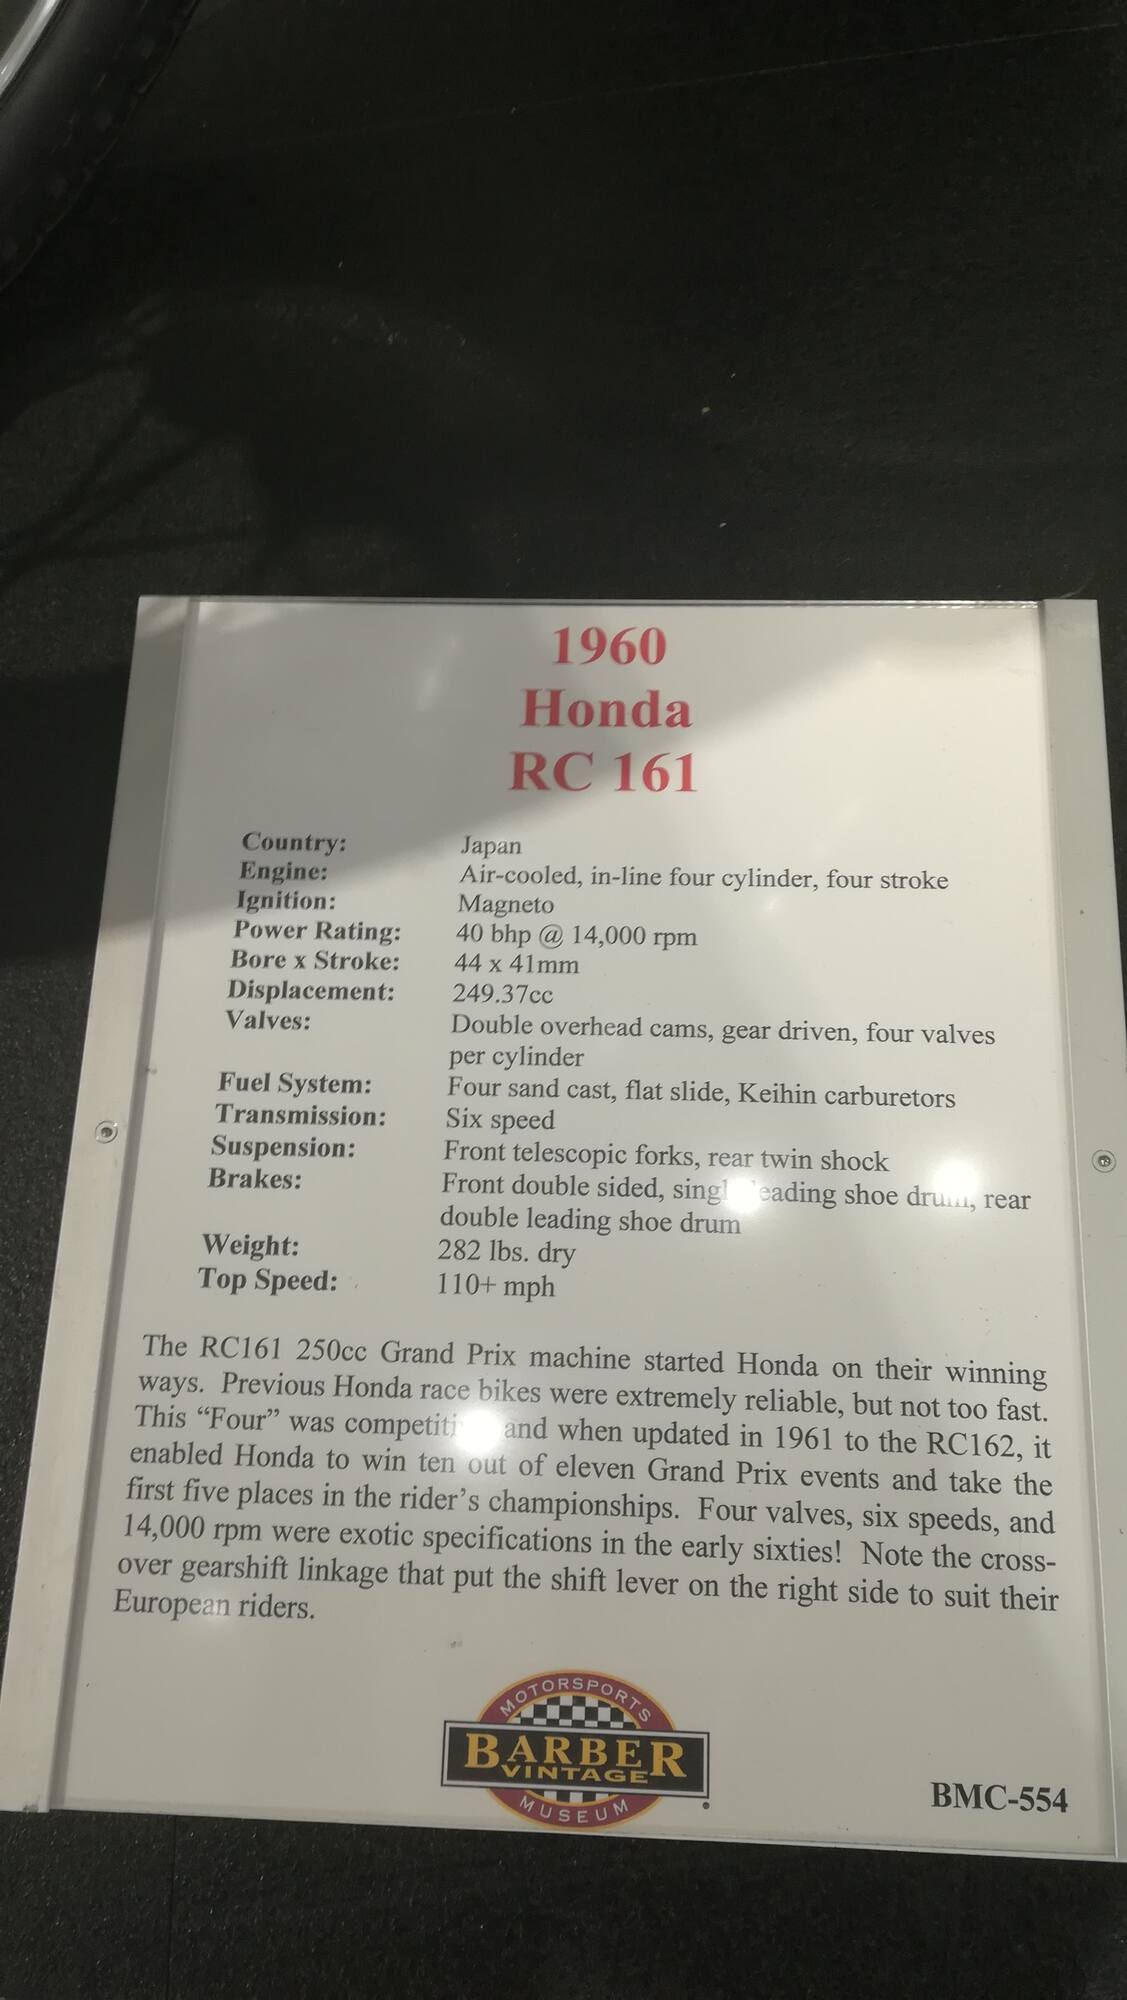 1960
Honda
RC 161
Country: Japan
Engine: Air-cooled, in-line four cylinder, four stroke
Ignition: Magneto
Power Rating: 40 bhp @ 14,000 rpm
Bore x Stroke: 44 x 41mm
Displacement: 249.37cc
Valves: Double overhead cams, gear driven, four valves
per cylinder
Fuel System: Four sand cast, flat slide, Keihin carburetors
Transmission: Six speed
Suspension: Front telescopic forks, rear twin shock
Brakes: Front double sided, single leading shoe drum, rear
double leading shoe drum
Weight: 282 lbs. dry
Top Speed: 110+ mph
The RC161 250cc Grand Prix machine started Honda on their winning
ways. Previous Honda race bikes were extremely reliable, but not too fast.
This “Four” was competitive and when updated in 1961 to the RC162, it
enabled Honda to win ten out of eleven Grand Prix events and take the
first five places in the rider’s championships. Four valves, six speeds, and
14,000 rpm were exotic specifications in the early sixties! Note the cross-
over gearshift linkage that put the shift lever on the right side to suit their
European riders.
MOTORSPORTS
BARBER
VINTAGE
MUSEUM
BMC-554